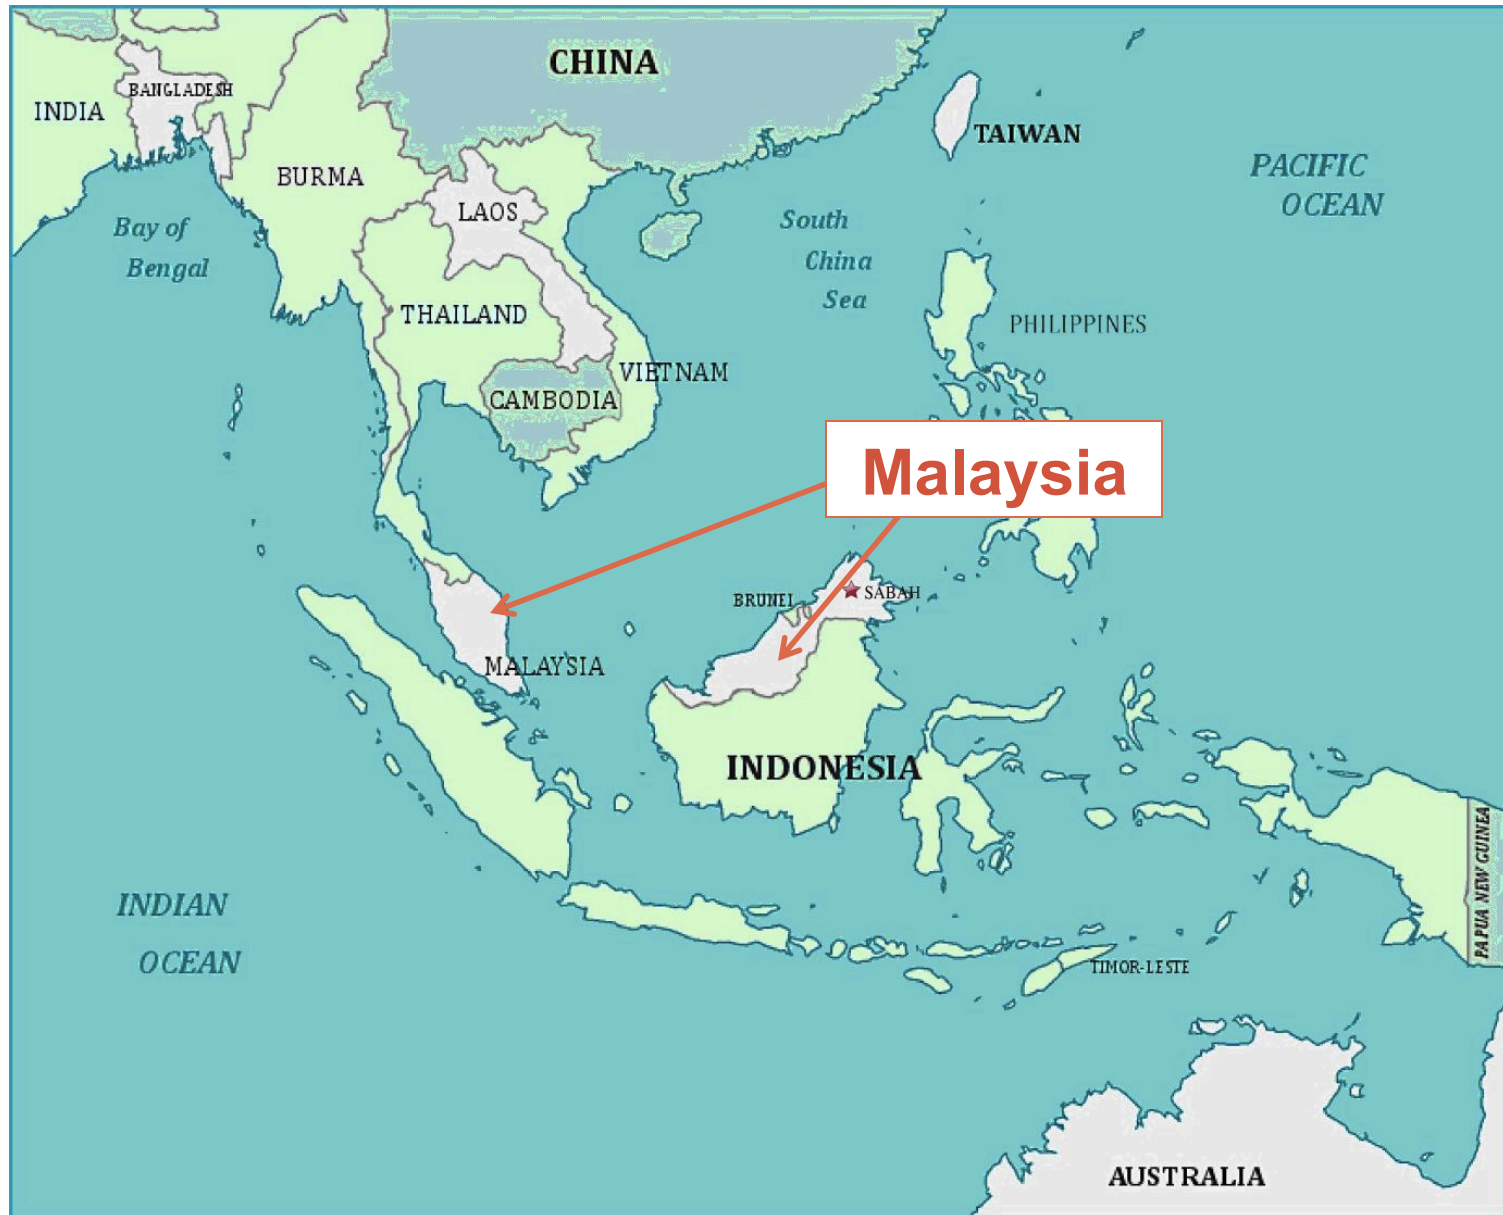 CHINA
BANGLADESH
INDIA
TAIWAN
BURMA
PACIFIC
OCEAN
LAOS
South
China
Sea
Bay of
Bengal
THAILAND
PHILIPPINES
VIETNAM
CAMBODIA
Malaysia
BRUNEI
SABAH
MALAYSIA
INDONESIA
PAPUA NEW GUINEA
INDIAN
OCEAN
TIMOR-LESTE
AUSTRALIA